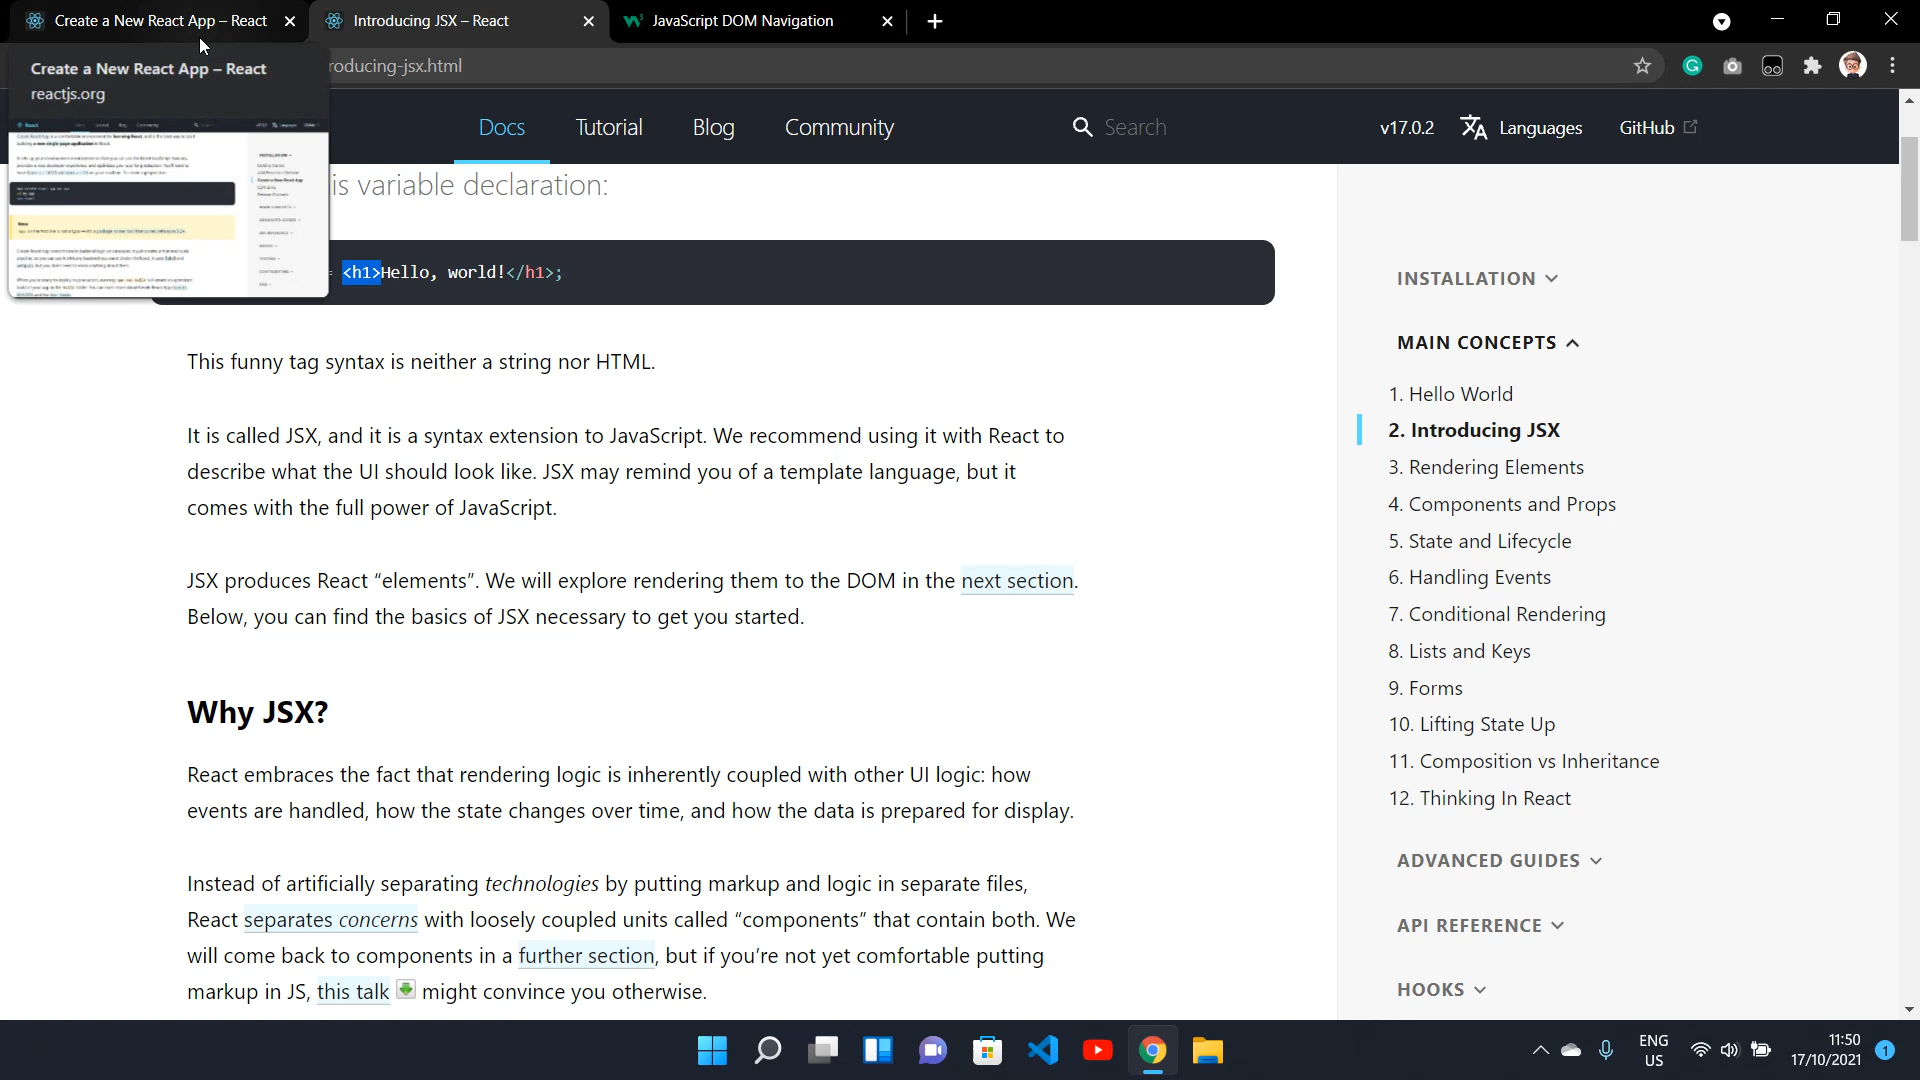 Create a New React App – React
Introducing JSX – React
JavaScript DOM Navigation
Create a New React App – React
reactjs.org
roducing-jsx.html
Docs
Tutorial
Blog
Community
Search
v17.0.2
Languages
GitHub
is variable declaration:
= <h1>Hello, world!</h1>;
This funny tag syntax is neither a string nor HTML.
It is called JSX, and it is a syntax extension to JavaScript. We recommend using it with React to
describe what the UI should look like. JSX may remind you of a template language, but it
comes with the full power of JavaScript.
JSX produces React “elements”. We will explore rendering them to the DOM in the next section.
Below, you can find the basics of JSX necessary to get you started.
Why JSX?
React embraces the fact that rendering logic is inherently coupled with other UI logic: how
events are handled, how the state changes over time, and how the data is prepared for display.
Instead of artificially separating technologies by putting markup and logic in separate files,
React separates concerns with loosely coupled units called “components” that contain both. We
will come back to components in a further section, but if you’re not yet comfortable putting
markup in JS, this talk might convince you otherwise.
INSTALLATION
MAIN CONCEPTS
1. Hello World
2. Introducing JSX
3. Rendering Elements
4. Components and Props
5. State and Lifecycle
6. Handling Events
7. Conditional Rendering
8. Lists and Keys
9. Forms
10. Lifting State Up
11. Composition vs Inheritance
12. Thinking In React
ADVANCED GUIDES
API REFERENCE
HOOKS
ENG
US
11:50
17/10/2021
1